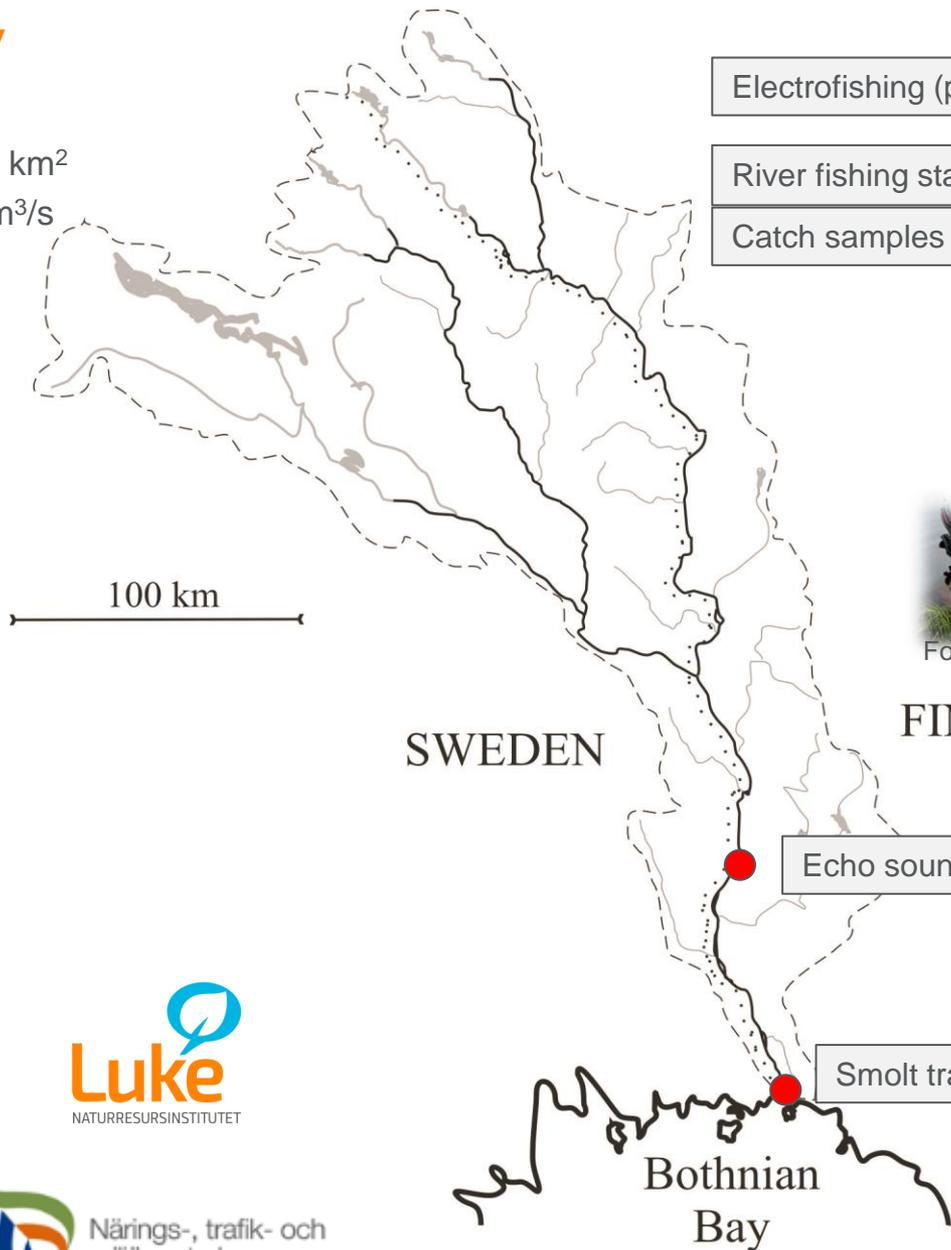 km²
m³/s
Electrofishing (p
River fishing sta
Catch samples
100 km
SWEDEN
Fo
FI
Echo soun
Smolt tra
Luke
NATURRESURSINSTITUTET
Bothnian
Bay
Närings-, trafik- och